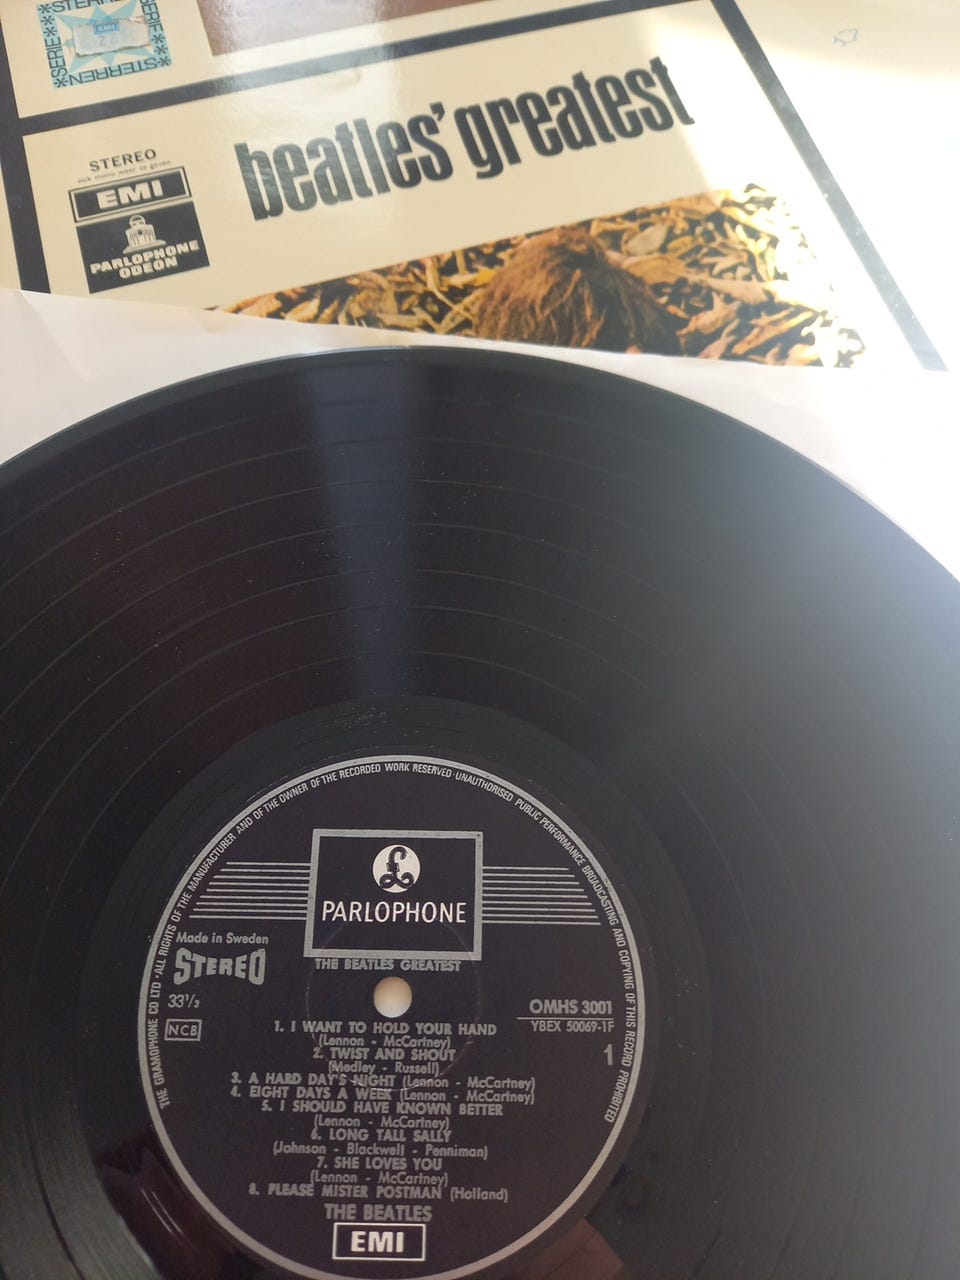 STERREN
SERIE
STERREN
EMI
beatles' greatest
STEREO
ook mono weer te geven
EMI
PARLOPHONE
ODEON
THE GRAMOPHONE CO LTD · ALL RIGHTS OF THE MANUFACTURER AND OF THE OWNER OF THE RECORDED WORK RESERVED · UNAUTHORISED PUBLIC PERFORMANCE BROADCASTING AND COPYING OF THIS RECORD PROHIBITED
£
PARLOPHONE
Made in Sweden
STEREO
33⅓
NCB
THE BEATLES GREATEST
OMHS 3001
YBEX 50069-1F
1
1. I WANT TO HOLD YOUR HAND
(Lennon - McCartney)
2. TWIST AND SHOUT
(Medley - Russell)
3. A HARD DAY'S NIGHT (Lennon - McCartney)
4. EIGHT DAYS A WEEK (Lennon - McCartney)
5. I SHOULD HAVE KNOWN BETTER
(Lennon - McCartney)
6. LONG TALL SALLY
(Johnson - Blackwell - Penniman)
7. SHE LOVES YOU
(Lennon - McCartney)
8. PLEASE MISTER POSTMAN (Holland)
THE BEATLES
EMI